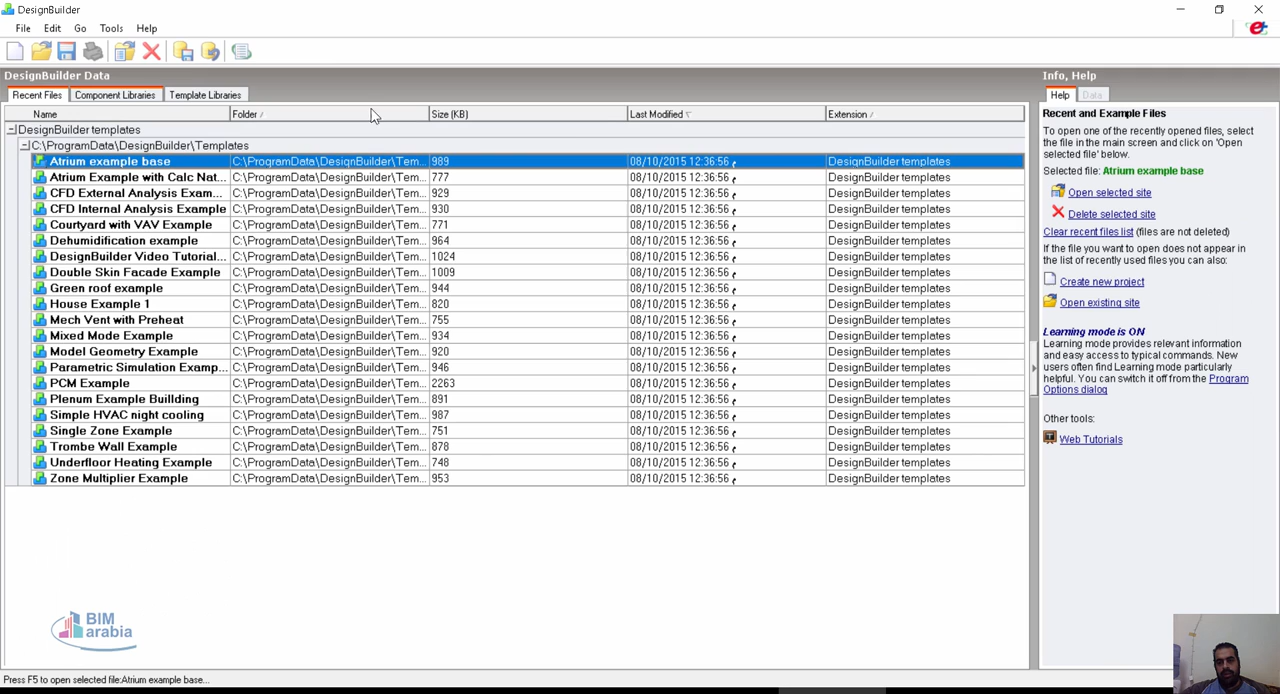 DesignBuilder
File Edit Go Tools Help
DesignBuilder Data
Recent Files Component Libraries Template Libraries
Name Folder Size (KB) Last Modified Extension
DesignBuilder templates
C:\ProgramData\DesignBuilder\Templates
Atrium example base C:\ProgramData\DesignBuilder\Tem... 989 08/10/2015 12:36:56 م DesignBuilder templates
Atrium Example with Calc Nat... C:\ProgramData\DesignBuilder\Tem... 777 08/10/2015 12:36:56 م DesignBuilder templates
CFD External Analysis Exam... C:\ProgramData\DesignBuilder\Tem... 929 08/10/2015 12:36:56 م DesignBuilder templates
CFD Internal Analysis Example C:\ProgramData\DesignBuilder\Tem... 930 08/10/2015 12:36:56 م DesignBuilder templates
Courtyard with VAV Example C:\ProgramData\DesignBuilder\Tem... 771 08/10/2015 12:36:56 م DesignBuilder templates
Dehumidification example C:\ProgramData\DesignBuilder\Tem... 964 08/10/2015 12:36:56 م DesignBuilder templates
DesignBuilder Video Tutorial... C:\ProgramData\DesignBuilder\Tem... 1024 08/10/2015 12:36:56 م DesignBuilder templates
Double Skin Facade Example C:\ProgramData\DesignBuilder\Tem... 1009 08/10/2015 12:36:56 م DesignBuilder templates
Green roof example C:\ProgramData\DesignBuilder\Tem... 944 08/10/2015 12:36:56 م DesignBuilder templates
House Example 1 C:\ProgramData\DesignBuilder\Tem... 820 08/10/2015 12:36:56 م DesignBuilder templates
Mech Vent with Preheat C:\ProgramData\DesignBuilder\Tem... 755 08/10/2015 12:36:56 م DesignBuilder templates
Mixed Mode Example C:\ProgramData\DesignBuilder\Tem... 934 08/10/2015 12:36:56 م DesignBuilder templates
Model Geometry Example C:\ProgramData\DesignBuilder\Tem... 920 08/10/2015 12:36:56 م DesignBuilder templates
Parametric Simulation Examp... C:\ProgramData\DesignBuilder\Tem... 946 08/10/2015 12:36:56 م DesignBuilder templates
PCM Example C:\ProgramData\DesignBuilder\Tem... 2263 08/10/2015 12:36:56 م DesignBuilder templates
Plenum Example Buillding C:\ProgramData\DesignBuilder\Tem... 891 08/10/2015 12:36:56 م DesignBuilder templates
Simple HVAC night cooling C:\ProgramData\DesignBuilder\Tem... 987 08/10/2015 12:36:56 م DesignBuilder templates
Single Zone Example C:\ProgramData\DesignBuilder\Tem... 751 08/10/2015 12:36:56 م DesignBuilder templates
Trombe Wall Example C:\ProgramData\DesignBuilder\Tem... 878 08/10/2015 12:36:56 م DesignBuilder templates
Underfloor Heating Example C:\ProgramData\DesignBuilder\Tem... 748 08/10/2015 12:36:56 م DesignBuilder templates
Zone Multiplier Example C:\ProgramData\DesignBuilder\Tem... 953 08/10/2015 12:36:56 م DesignBuilder templates
Info, Help
Help Data
Recent and Example Files
To open one of the recently opened files, select
the file in the main screen and click on 'Open
selected file' below.
Selected file: Atrium example base
Open selected site
Delete selected site
Clear recent files list (files are not deleted)
If the file you want to open does not appear in
the list of recently used files you can also:
Create new project
Open existing site
Learning mode is ON
Learning mode provides relevant information
and easy access to typical commands. New
users often find Learning mode particularly
helpful. You can switch it off from the Program
Options dialog
Other tools:
Web Tutorials
BIM
arabia
Press F5 to open selected file:Atrium example base...